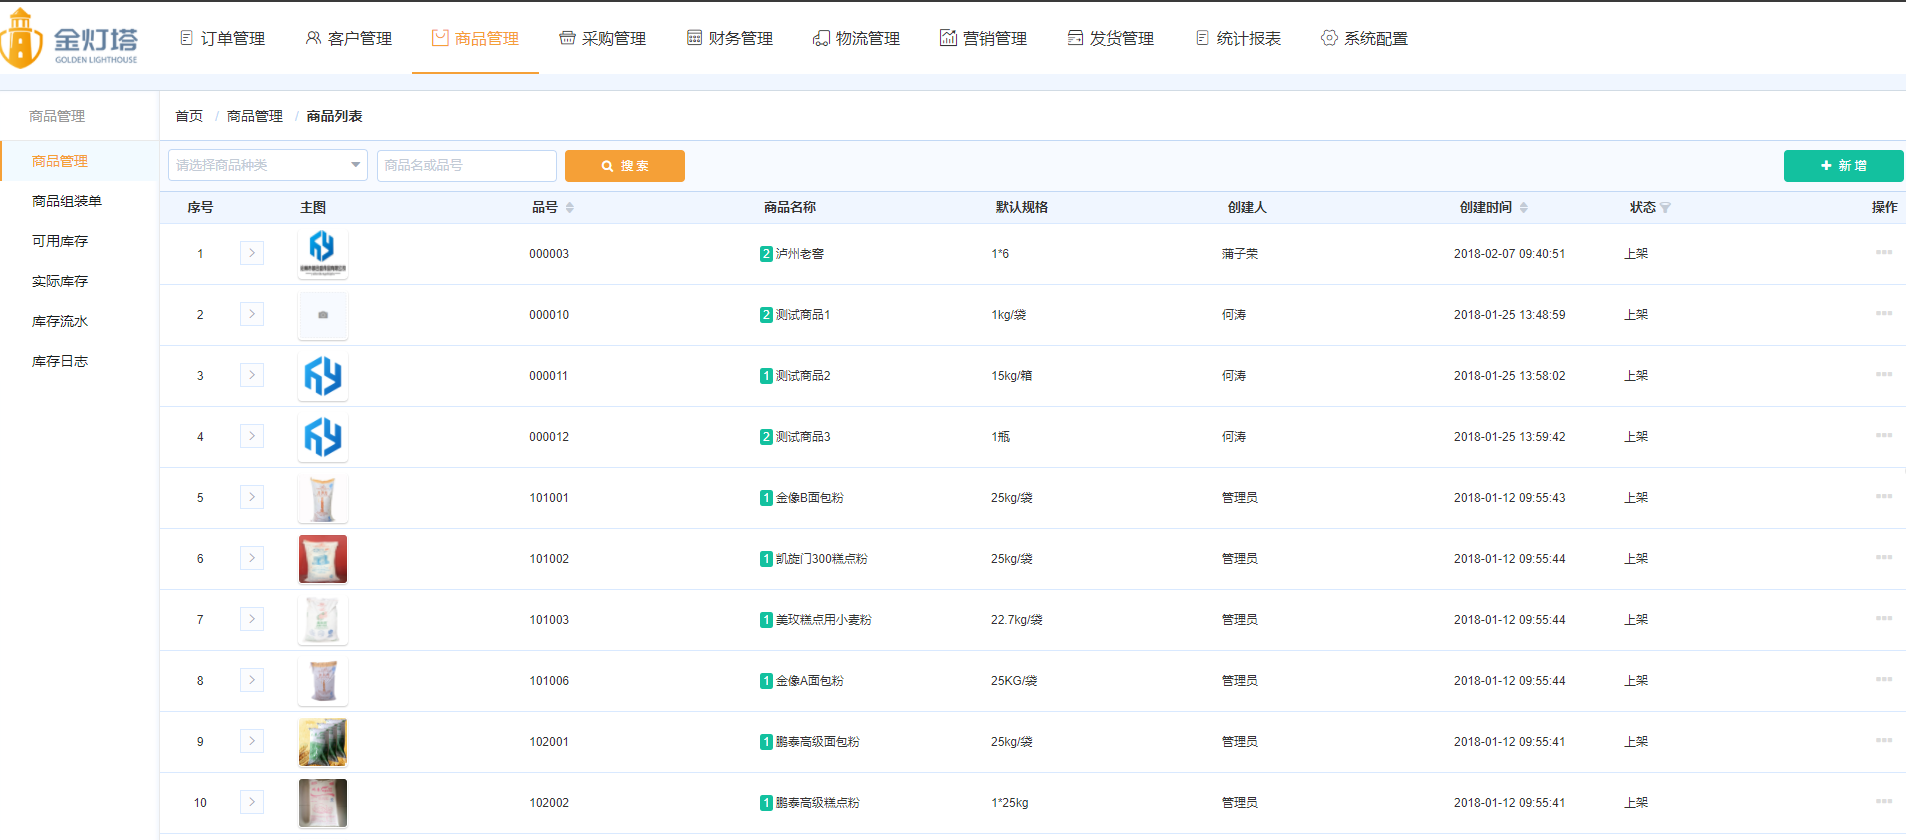 金灯塔
GOLDEN LIGHTHOUSE
订单管理 客户管理 商品管理 采购管理 财务管理 物流管理 营销管理 发货管理 统计报表 系统配置
商品管理
商品管理
商品组装单
可用库存
实际库存
库存流水
库存日志
首页 / 商品管理 / 商品列表
请选择商品种类 商品名或品号 搜索 新增
序号 主图 品号 商品名称 默认规格 创建人 创建时间 状态 操作
1 000003 2 泸州老窖 1*6 蒲子荣 2018-02-07 09:40:51 上架
2 000010 2 测试商品1 1kg/袋 何涛 2018-01-25 13:48:59 上架
3 000011 1 测试商品2 15kg/箱 何涛 2018-01-25 13:58:02 上架
4 000012 2 测试商品3 1瓶 何涛 2018-01-25 13:59:42 上架
5 101001 1 金像B面包粉 25kg/袋 管理员 2018-01-12 09:55:43 上架
6 101002 1 凯旋门300糕点粉 25kg/袋 管理员 2018-01-12 09:55:44 上架
7 101003 1 美玫糕点用小麦粉 22.7kg/袋 管理员 2018-01-12 09:55:44 上架
8 101006 1 金像A面包粉 25KG/袋 管理员 2018-01-12 09:55:44 上架
9 102001 1 鹏泰高级面包粉 25kg/袋 管理员 2018-01-12 09:55:41 上架
10 102002 1 鹏泰高级糕点粉 1*25kg 管理员 2018-01-12 09:55:41 上架